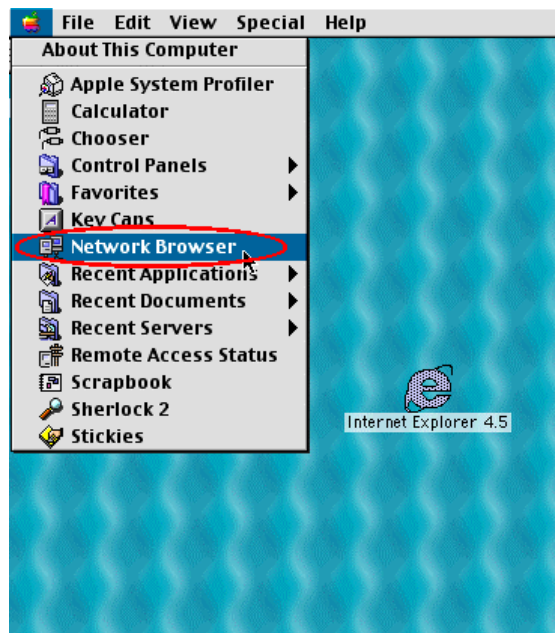 File Edit View Special Help
About This Computer
Apple System Profiler
Calculator
Chooser
Control Panels
Favorites
Key Caps
Network Browser
Recent Applications
Recent Documents
Recent Servers
Remote Access Status
Scrapbook
Sherlock 2
Stickies
Internet Explorer 4.5